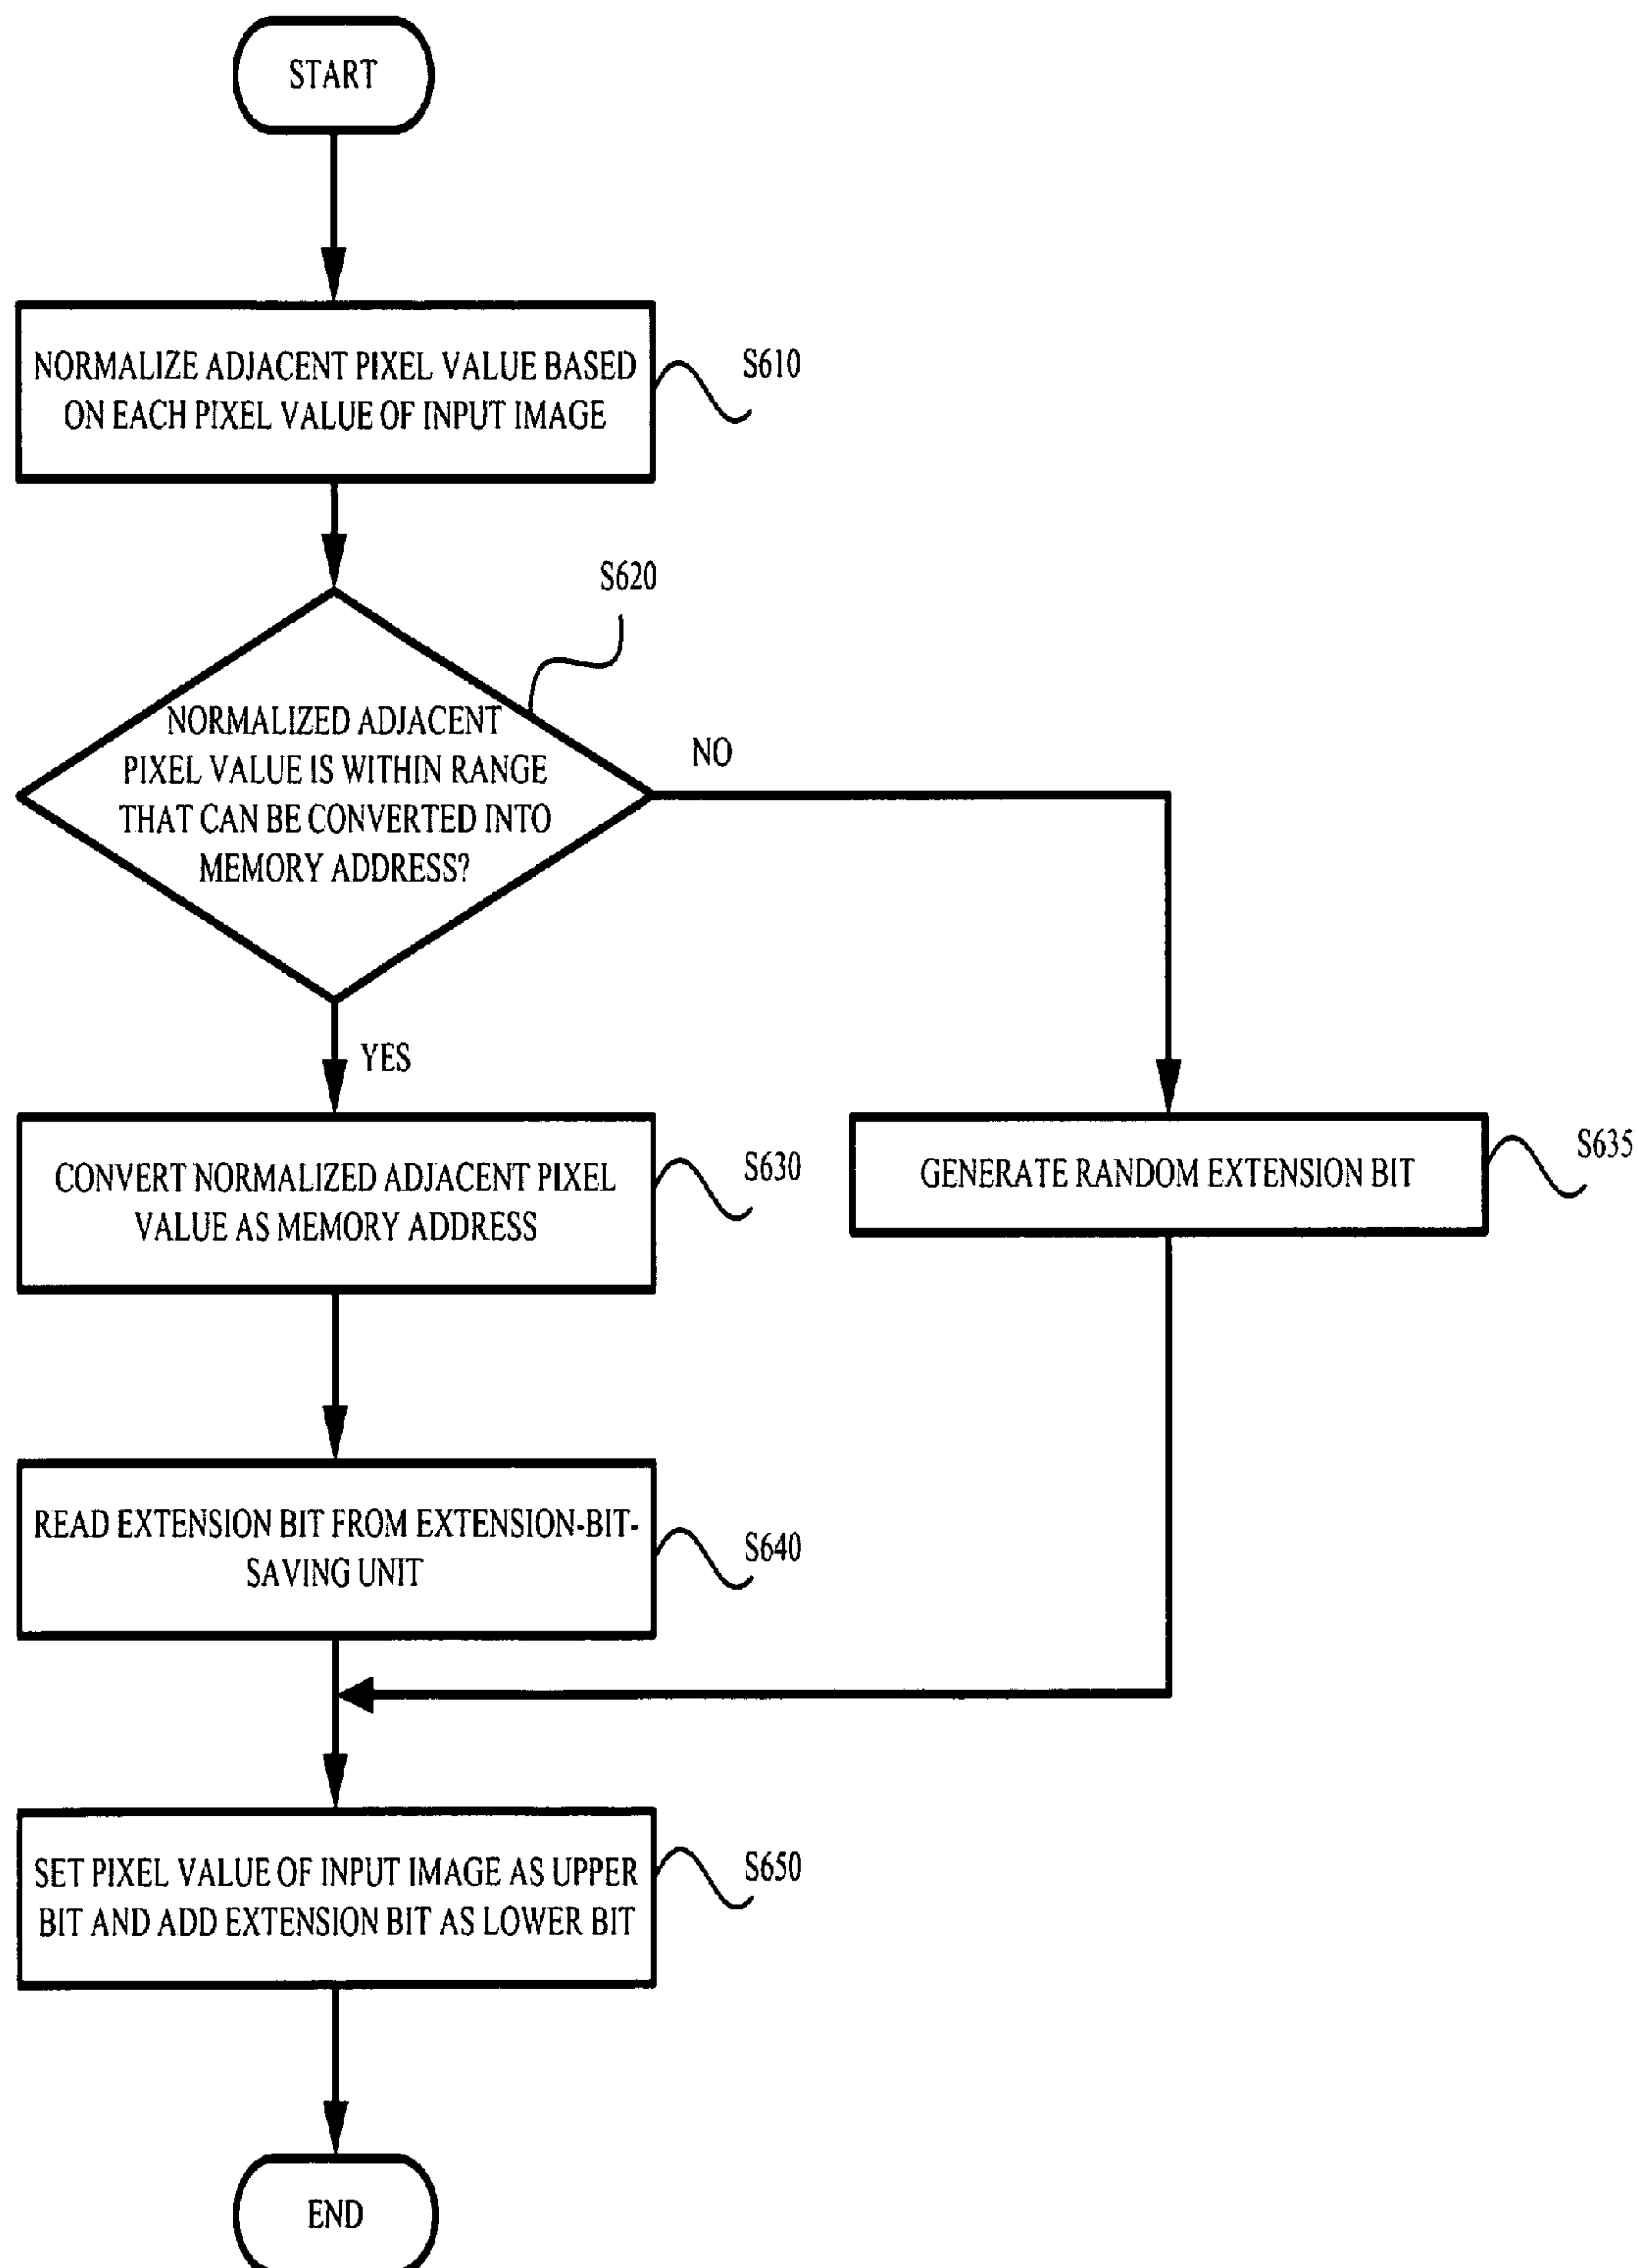 START
NORMALIZE ADJACENT PIXEL VALUE BASED
ON EACH PIXEL VALUE OF INPUT IMAGE
S610
S620
NORMALIZED ADJACENT
PIXEL VALUE IS WITHIN RANGE
THAT CAN BE CONVERTED INTO
MEMORY ADDRESS?
NO
YES
CONVERT NORMALIZED ADJACENT PIXEL
VALUE AS MEMORY ADDRESS
S630
GENERATE RANDOM EXTENSION BIT
S635
READ EXTENSION BIT FROM EXTENSION-BIT-
SAVING UNIT
S640
SET PIXEL VALUE OF INPUT IMAGE AS UPPER
BIT AND ADD EXTENSION BIT AS LOWER BIT
S650
END